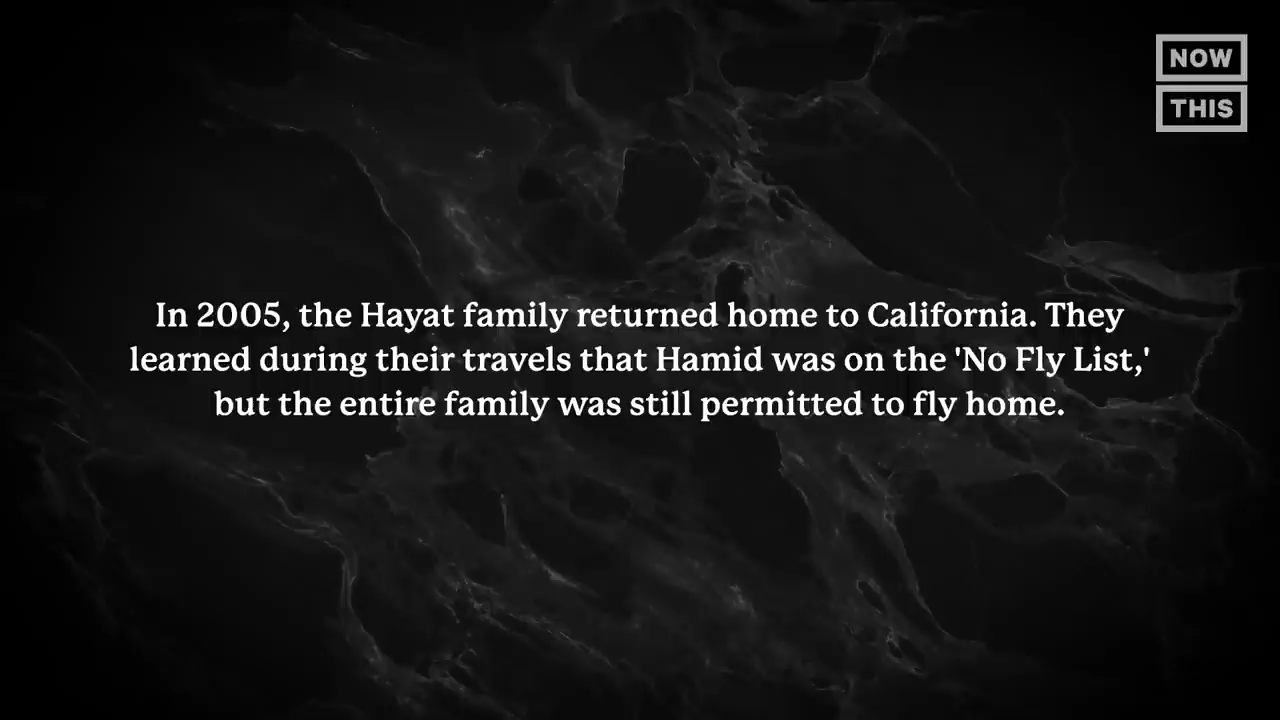 NOW
THIS
In 2005, the Hayat family returned home to California. They
learned during their travels that Hamid was on the 'No Fly List,'
but the entire family was still permitted to fly home.